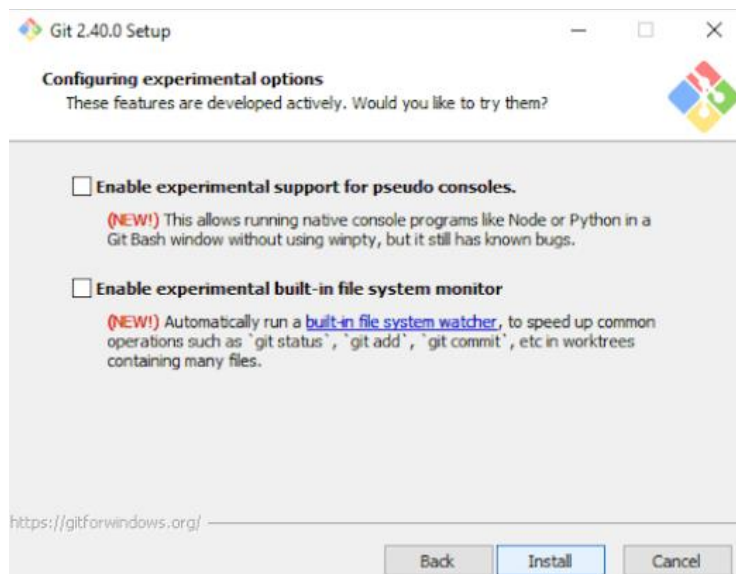 Git 2.40.0 Setup
Configuring experimental options
These features are developed actively. Would you like to try them?
Enable experimental support for pseudo consoles.
(NEW!) This allows running native console programs like Node or Python in a
Git Bash window without using winpty, but it still has known bugs.
Enable experimental built-in file system monitor
(NEW!) Automatically run a built-in file system watcher, to speed up common
operations such as `git status`, `git add`, `git commit`, etc in worktrees
containing many files.
https://gitforwindows.org/
Back Install Cancel